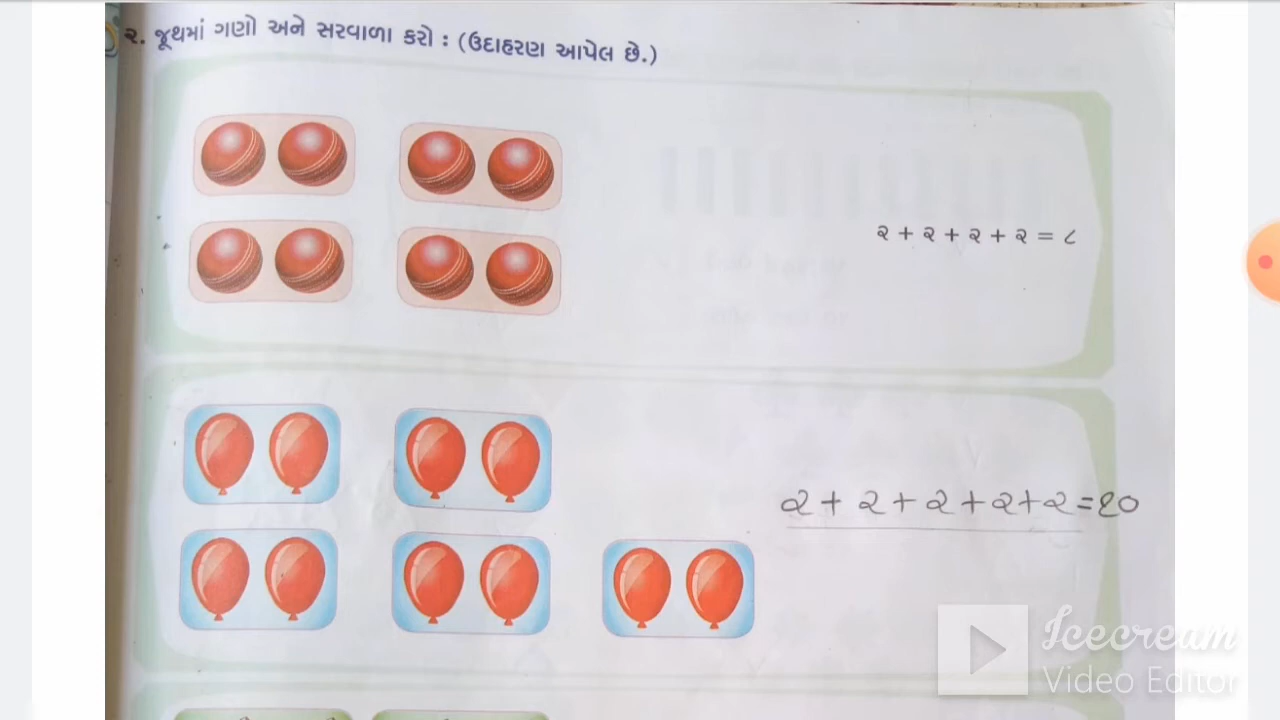 ૨. જૂથમાં ગણો અને સરવાળા કરો : (ઉદાહરણ આપેલ છે.)
૨ + ૨ + ૨ + ૨ = ૮
૨ + ૨ + ૨ + ૨ + ૨ = ૧૦
Icecream
Video Editor